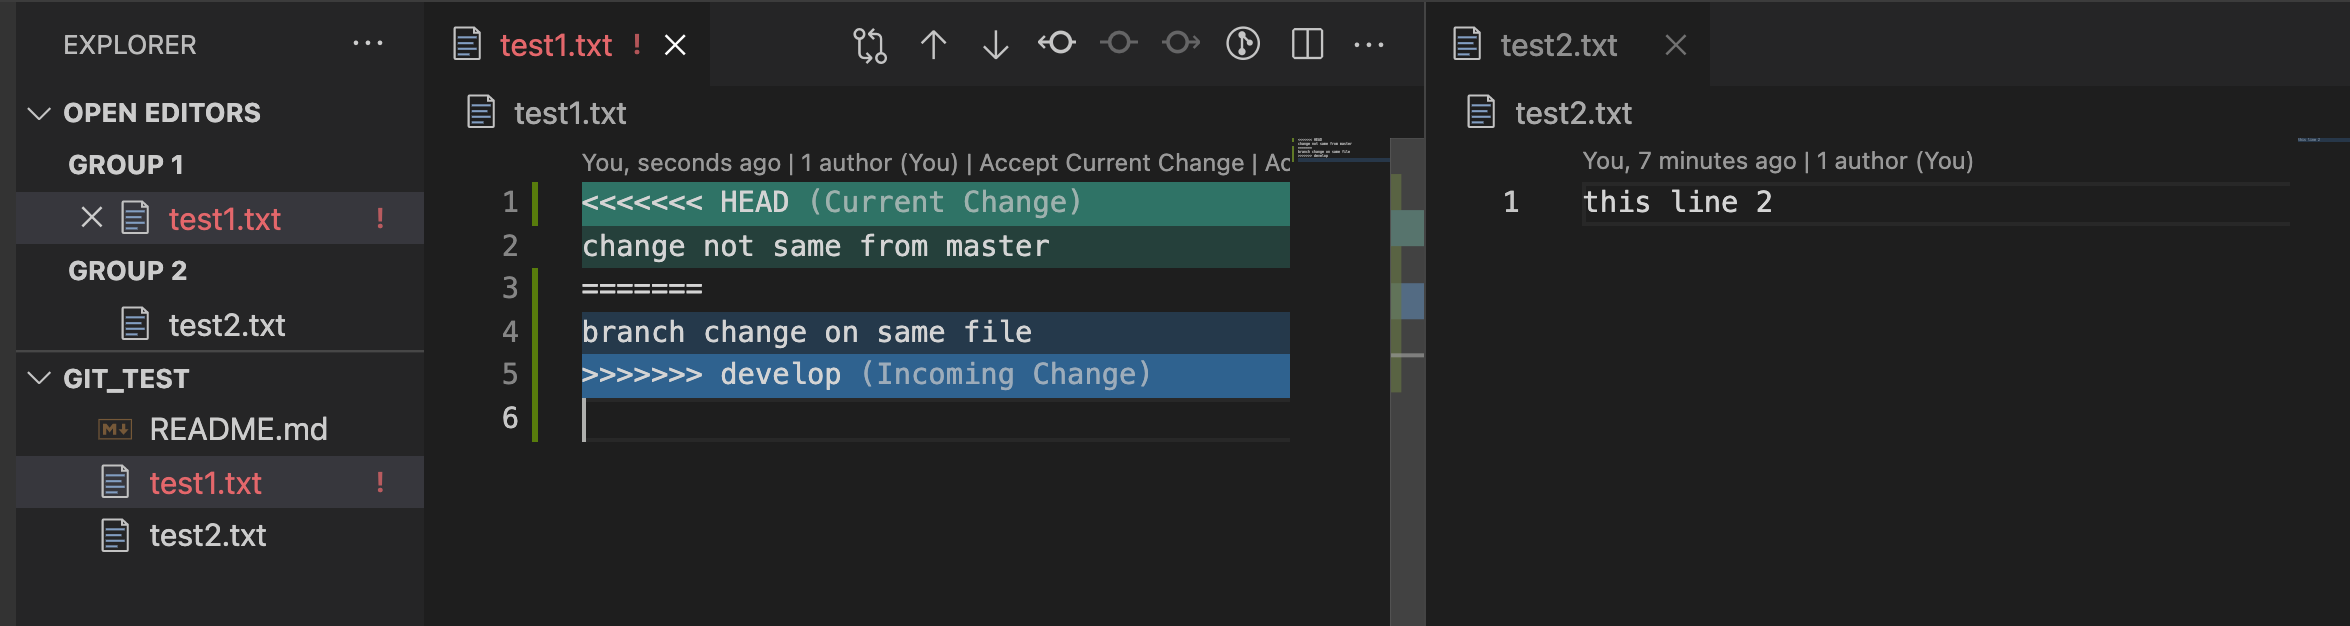 EXPLORER
OPEN EDITORS
GROUP 1
test1.txt !
GROUP 2
test2.txt
GIT_TEST
README.md
test1.txt !
test2.txt
test1.txt !
test1.txt
You, seconds ago | 1 author (You) | Accept Current Change | Ac
1 <<<<<<< HEAD (Current Change)
2 change not same from master
3 =======
4 branch change on same file
5 >>>>>>> develop (Incoming Change)
6
test2.txt
test2.txt
You, 7 minutes ago | 1 author (You)
1 this line 2